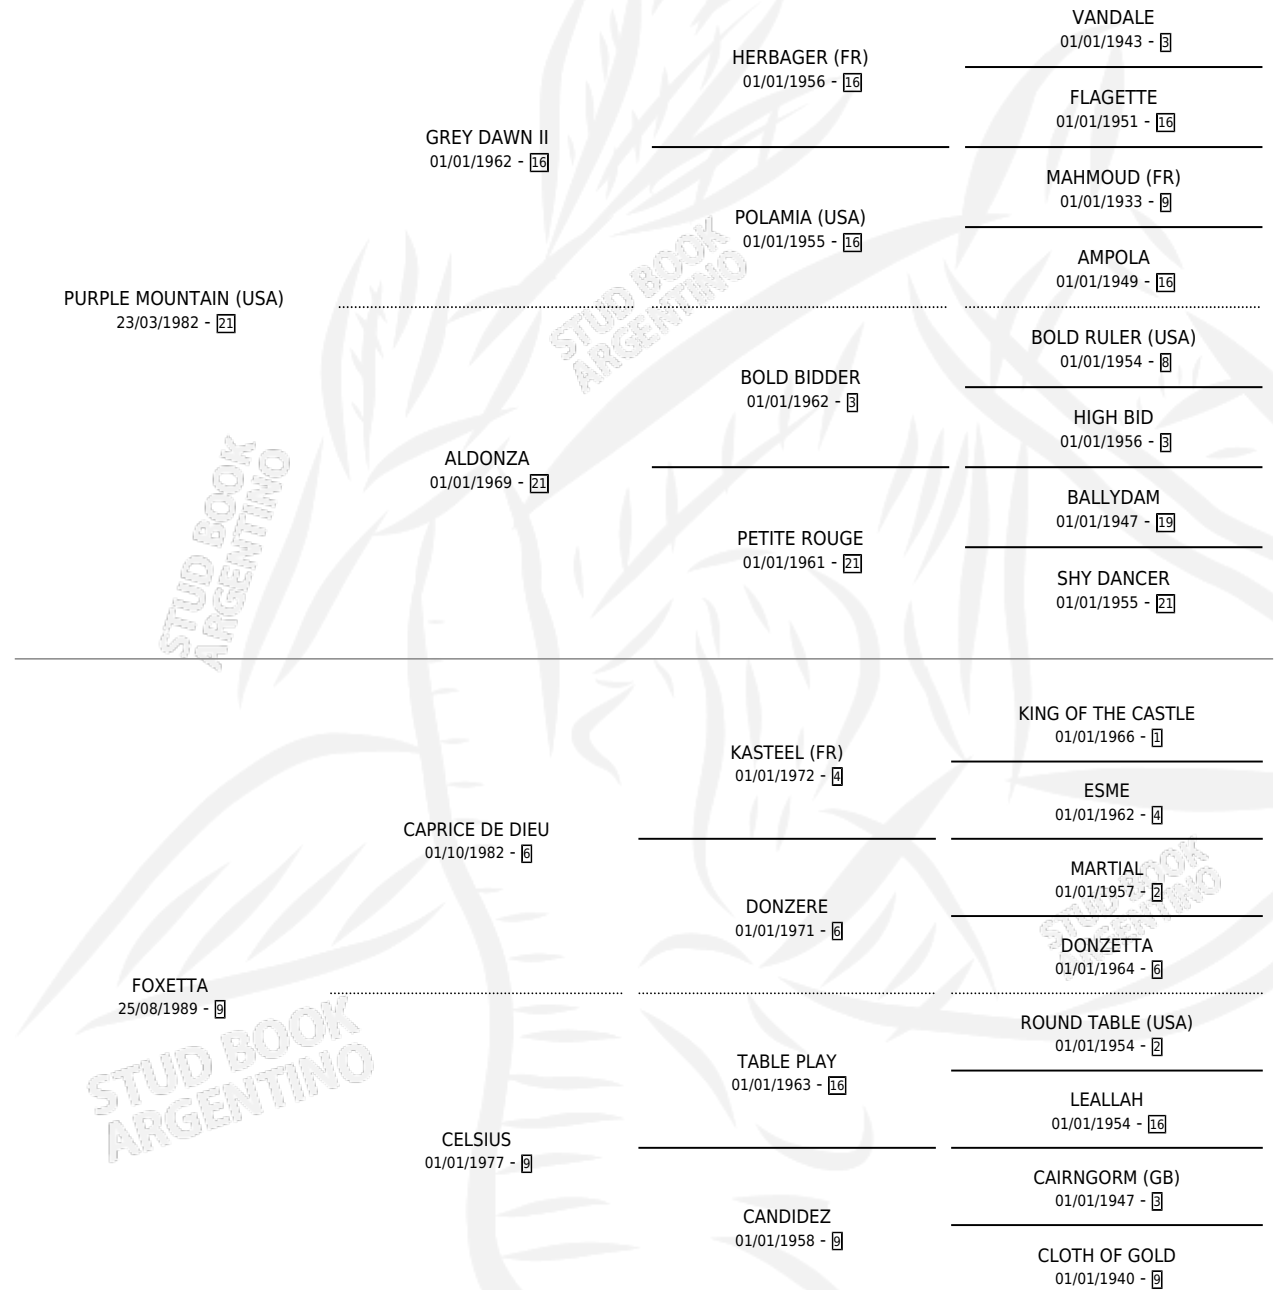 VANDALE
01/01/1943 - 3
HERBAGER (FR)
01/01/1956 - 16
FLAGETTE
01/01/1951 - 16
GREY DAWN II
01/01/1962 - 16
MAHMOUD (FR)
01/01/1933 - 9
POLAMIA (USA)
01/01/1955 - 16
AMPOLA
01/01/1949 - 16
PURPLE MOUNTAIN (USA)
23/03/1982 - 21
BOLD RULER (USA)
01/01/1954 - 8
BOLD BIDDER
01/01/1962 - 3
HIGH BID
01/01/1956 - 3
ALDONZA
01/01/1969 - 21
BALLYDAM
01/01/1947 - 19
PETITE ROUGE
01/01/1961 - 21
SHY DANCER
01/01/1955 - 21
KING OF THE CASTLE
01/01/1966 - 1
KASTEEL (FR)
01/01/1972 - 4
ESME
01/01/1962 - 4
CAPRICE DE DIEU
01/10/1982 - 6
MARTIAL
01/01/1957 - 2
DONZERE
01/01/1971 - 6
DONZETTA
01/01/1964 - 6
FOXETTA
25/08/1989 - 9
ROUND TABLE (USA)
01/01/1954 - 2
TABLE PLAY
01/01/1963 - 16
LEALLAH
01/01/1954 - 16
CELSIUS
01/01/1977 - 9
CAIRNGORM (GB)
01/01/1947 - 3
CANDIDEZ
01/01/1958 - 9
CLOTH OF GOLD
01/01/1940 - 9
STUD BOOK
ARGENTINO
STUD BOOK
ARGENTINO
STUD BOOK
ARGENTINO
STUD BOOK
ARGENTINO